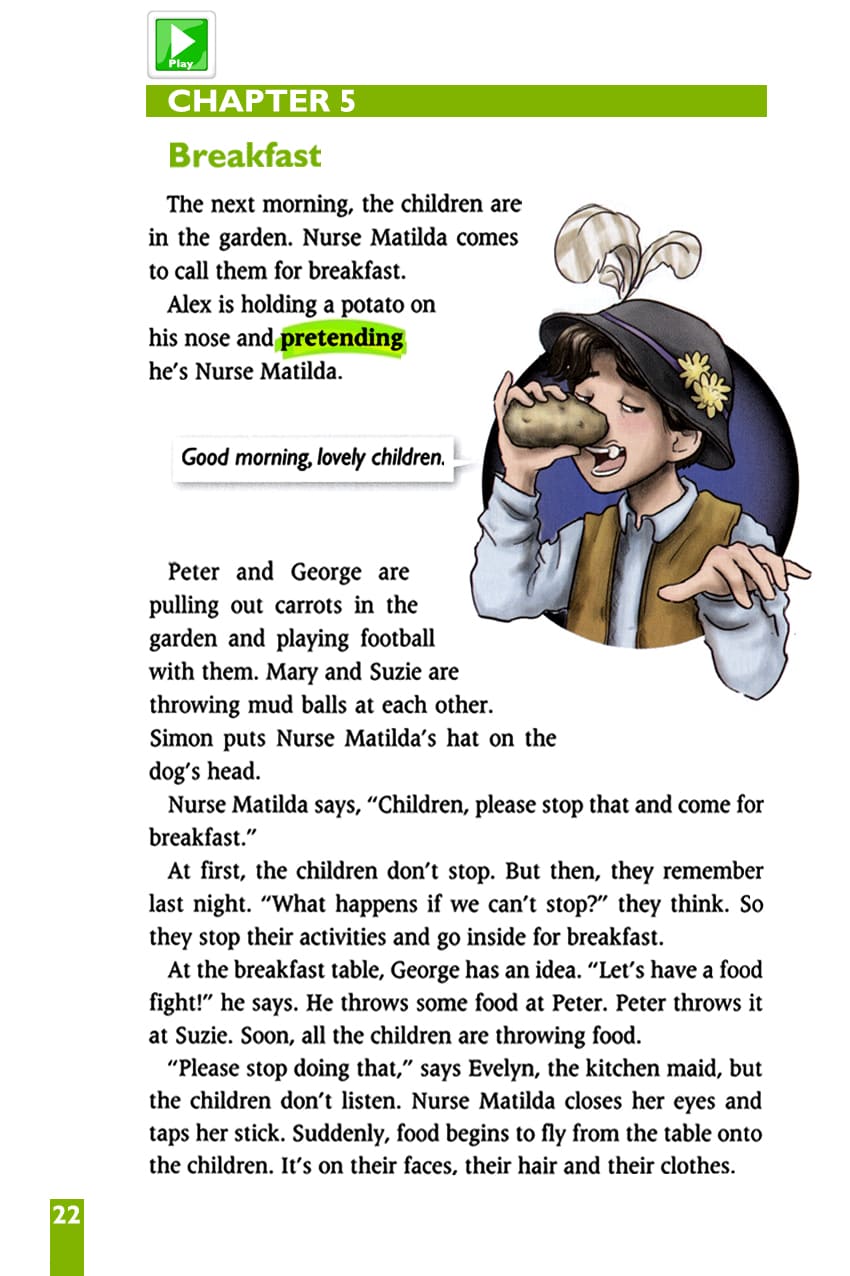 Play
CHAPTER 5
Breakfast
The next morning, the children are
in the garden. Nurse Matilda comes
to call them for breakfast.
Alex is holding a potato on
his nose and pretending
he's Nurse Matilda.
Good morning, lovely children.
Peter and George are
pulling out carrots in the
garden and playing football
with them. Mary and Suzie are
throwing mud balls at each other.
Simon puts Nurse Matilda's hat on the
dog's head.
Nurse Matilda says, “Children, please stop that and come for
breakfast.”
At first, the children don't stop. But then, they remember
last night. “What happens if we can't stop?” they think. So
they stop their activities and go inside for breakfast.
At the breakfast table, George has an idea. “Let's have a food
fight!” he says. He throws some food at Peter. Peter throws it
at Suzie. Soon, all the children are throwing food.
“Please stop doing that,” says Evelyn, the kitchen maid, but
the children don't listen. Nurse Matilda closes her eyes and
taps her stick. Suddenly, food begins to fly from the table onto
the children. It's on their faces, their hair and their clothes.
22